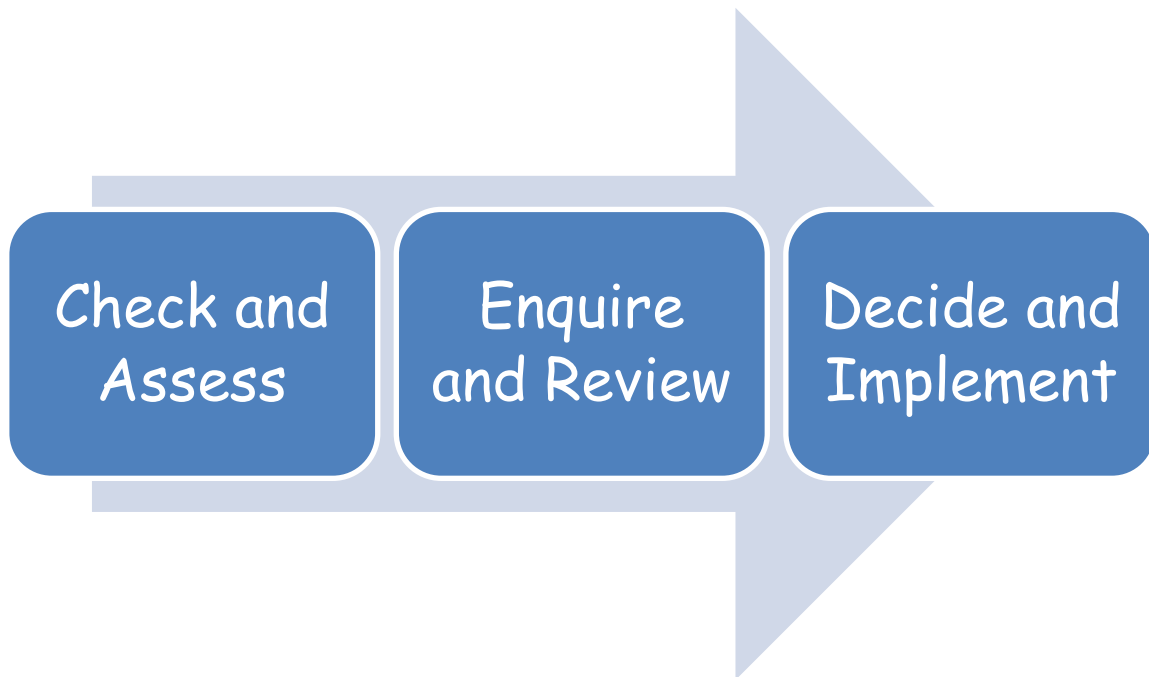 Check and
Assess
Enquire
and Review
Decide and
Implement